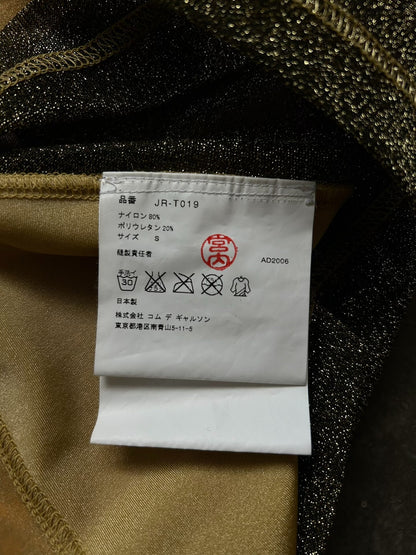 品番 JR-T019
ナイロン 80%
ポリウレタン 20%
サイズ S
縫製責任者 宮内 AD2006
手洗イ
30
日本製
株式会社 コム デ ギャルソン
東京都港区南青山5-11-5